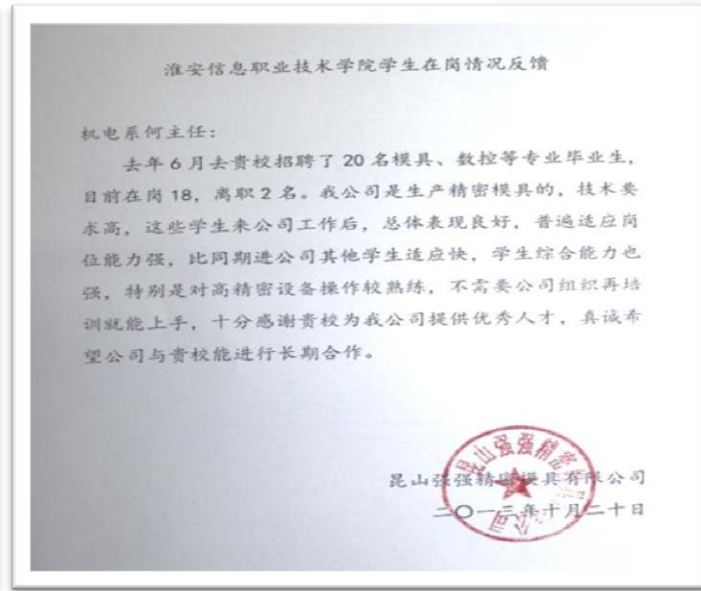 淮安信息职业技术学院学生在岗情况反馈
机电系何主任：
去年6月去贵校招聘了20名模具、数控等专业毕业生，
目前在岗18，离职2名。我公司是生产精密模具的，技术要
求高，这些学生来公司工作后，总体表现良好，普遍适应岗
位能力强，比同期进公司其他学生适应快，学生综合能力也
强，特别是对高精密设备操作较熟练，不需要公司组织再培
训就能上手，十分感谢贵校为我公司提供优秀人才，真诚希
望公司与贵校能进行长期合作。
昆山强强精密模具有限公司
二〇一三年十月二十日
昆山强强精密